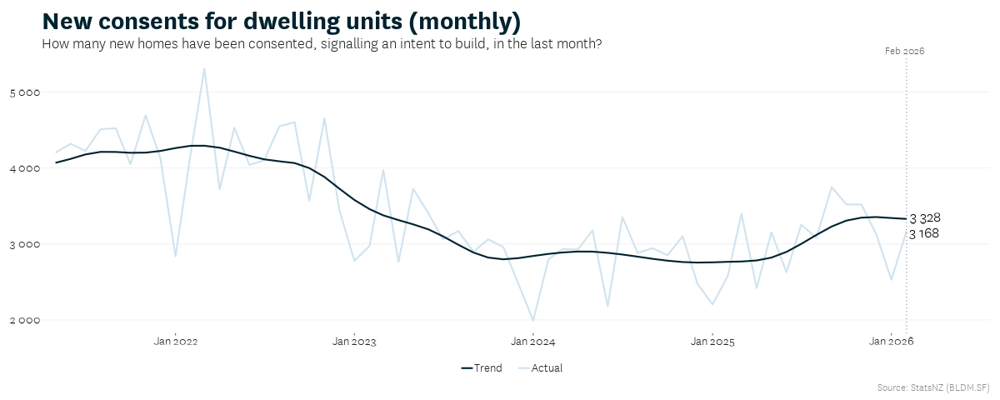 New consents for dwelling units (monthly)
How many new homes have been consented, signalling an intent to build, in the last month?
Feb 2026
5 000
4 000
3 000
2 000
3 328
3 168
Jan 2022
Jan 2023
Jan 2024
Jan 2025
Jan 2026
Trend
Actual
Source: StatsNZ (BLDM.SF)